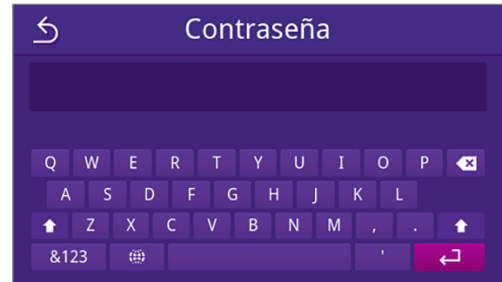 Contraseña
Q W E R T Y U I O P
A S D F G H J K L
Z X C V B N M , .
&123 '